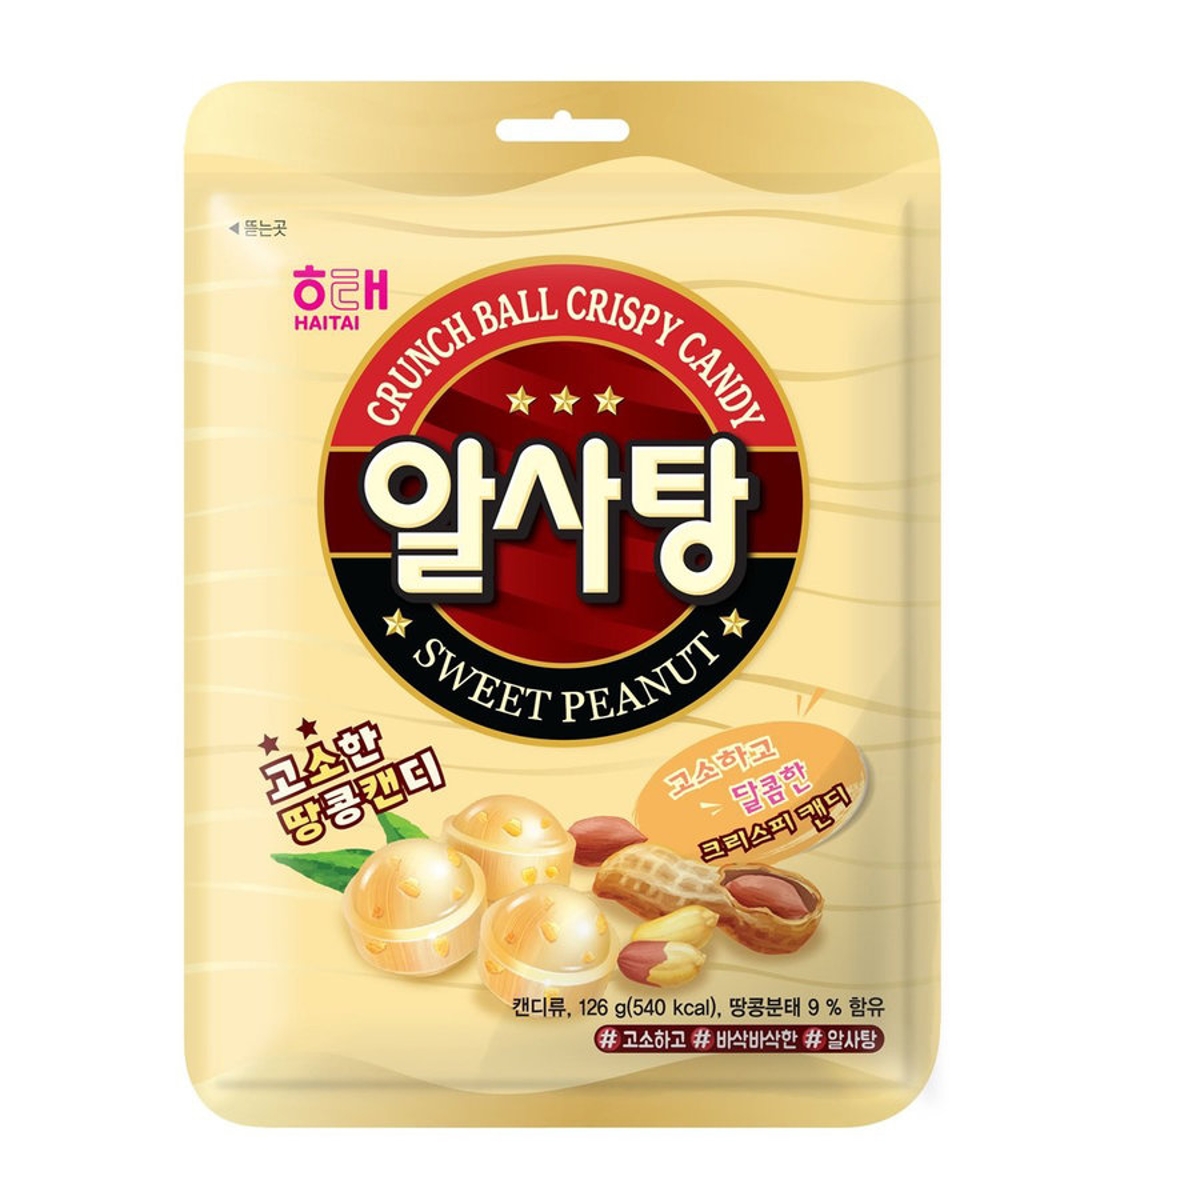 ◀ 뜯는곳
해태
HAITAI
CRUNCH BALL CRISPY CANDY
알사탕
SWEET PEANUT
고소한
땅콩캔디
고소하고
달콤한
크리스피 캔디
캔디류, 126 g(540 kcal), 땅콩분태 9 % 함유
#고소하고 #바삭바삭한 #알사탕